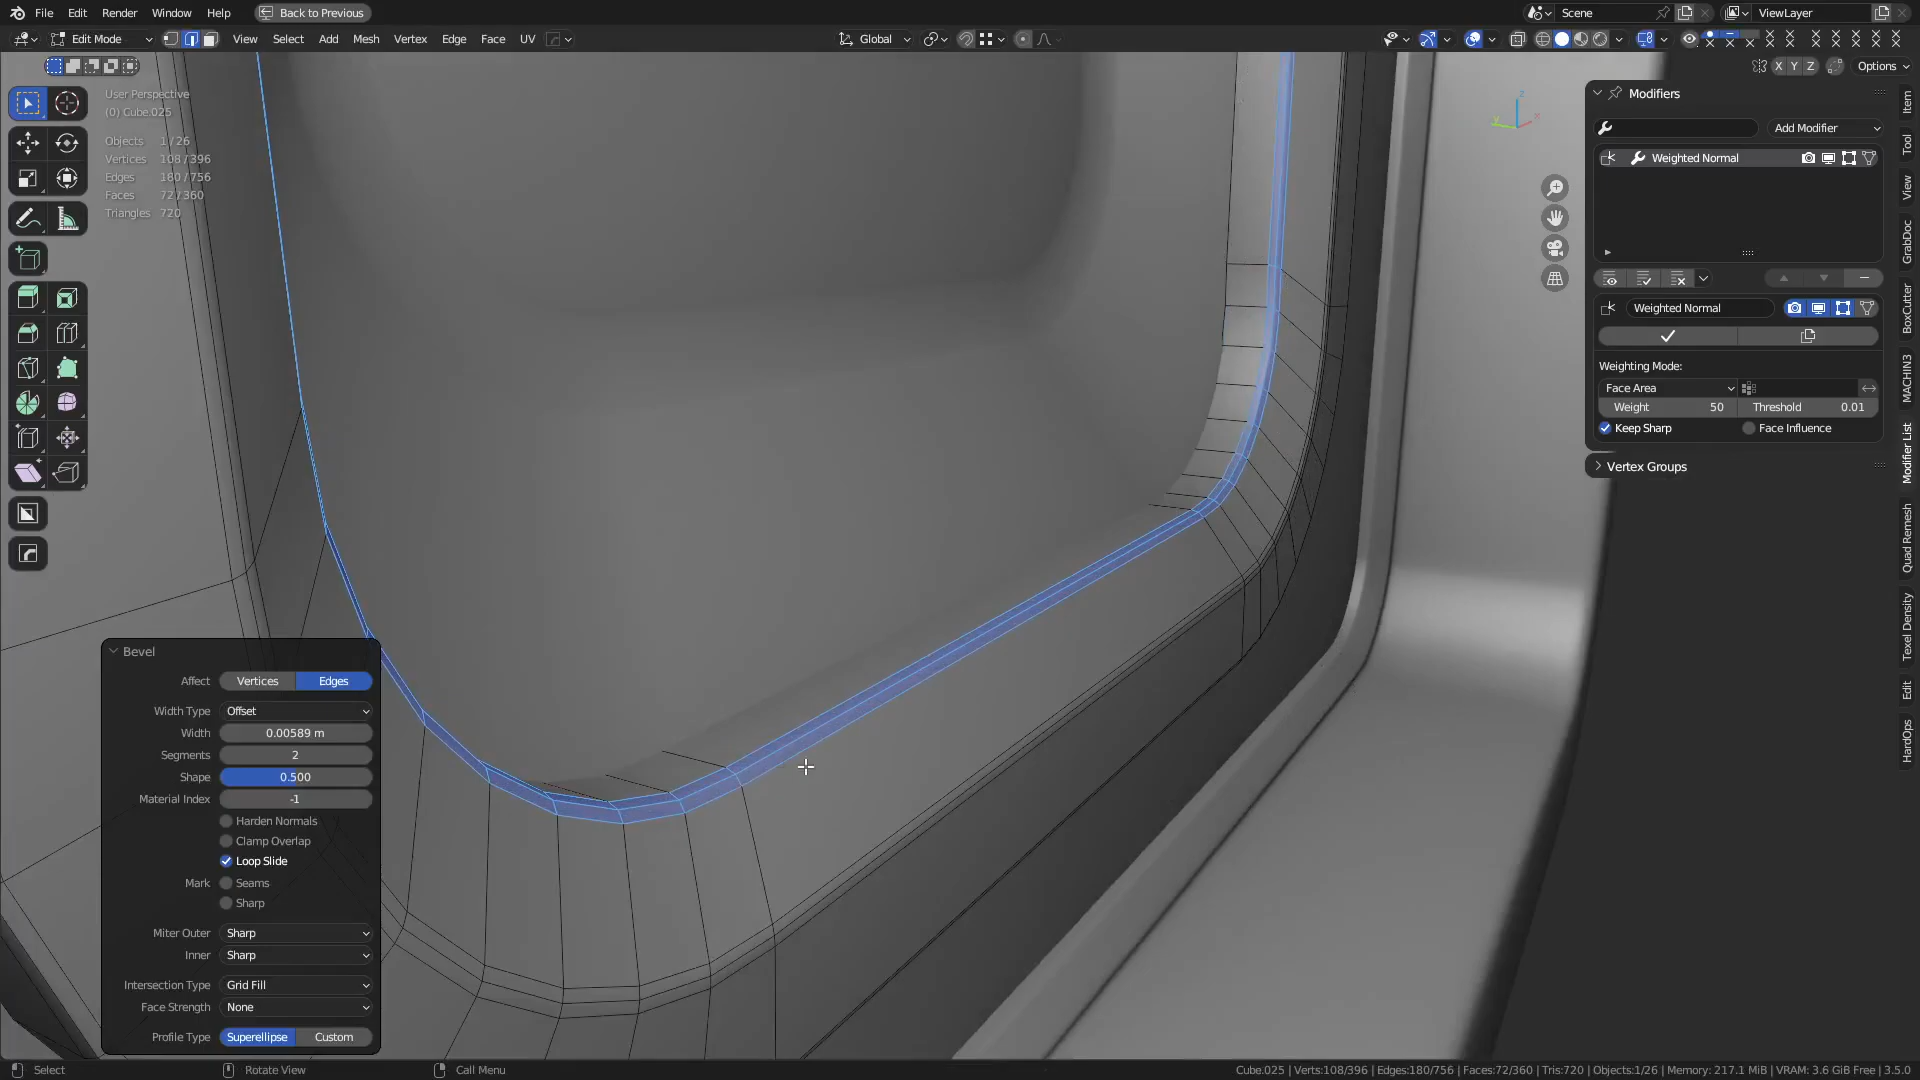 File Edit Render Window Help Back to Previous Scene ViewLayer
Edit Mode View Select Add Mesh Vertex Edge Face UV Global
X Y Z Options
User Perspective
(0) Cube.025
Objects 1 / 26
Vertices 108 / 396
Edges 180 / 756
Faces 72 / 360
Triangles 720
Z
Y
X
Modifiers
Add Modifier
Weighted Normal
Weighted Normal
Weighting Mode:
Face Area
Weight 50 Threshold 0.01
Keep Sharp Face Influence
Vertex Groups
Item
Tool
View
GrabDoc
BoxCutter
MACHIN3
Modifier List
Quad Remesh
Texel Density
Edit
HardOps
Bevel
Affect Vertices Edges
Width Type Offset
Width 0.00589 m
Segments 2
Shape 0.500
Material Index -1
Harden Normals
Clamp Overlap
Loop Slide
Mark Seams
Sharp
Miter Outer Sharp
Inner Sharp
Intersection Type Grid Fill
Face Strength None
Profile Type Superellipse Custom
Select Rotate View Call Menu Cube.025 | Verts:108/396 | Edges:180/756 | Faces:72/360 | Tris:720 | Objects:1/26 | Memory: 217.1 MiB | VRAM: 3.6 GiB Free | 3.5.0